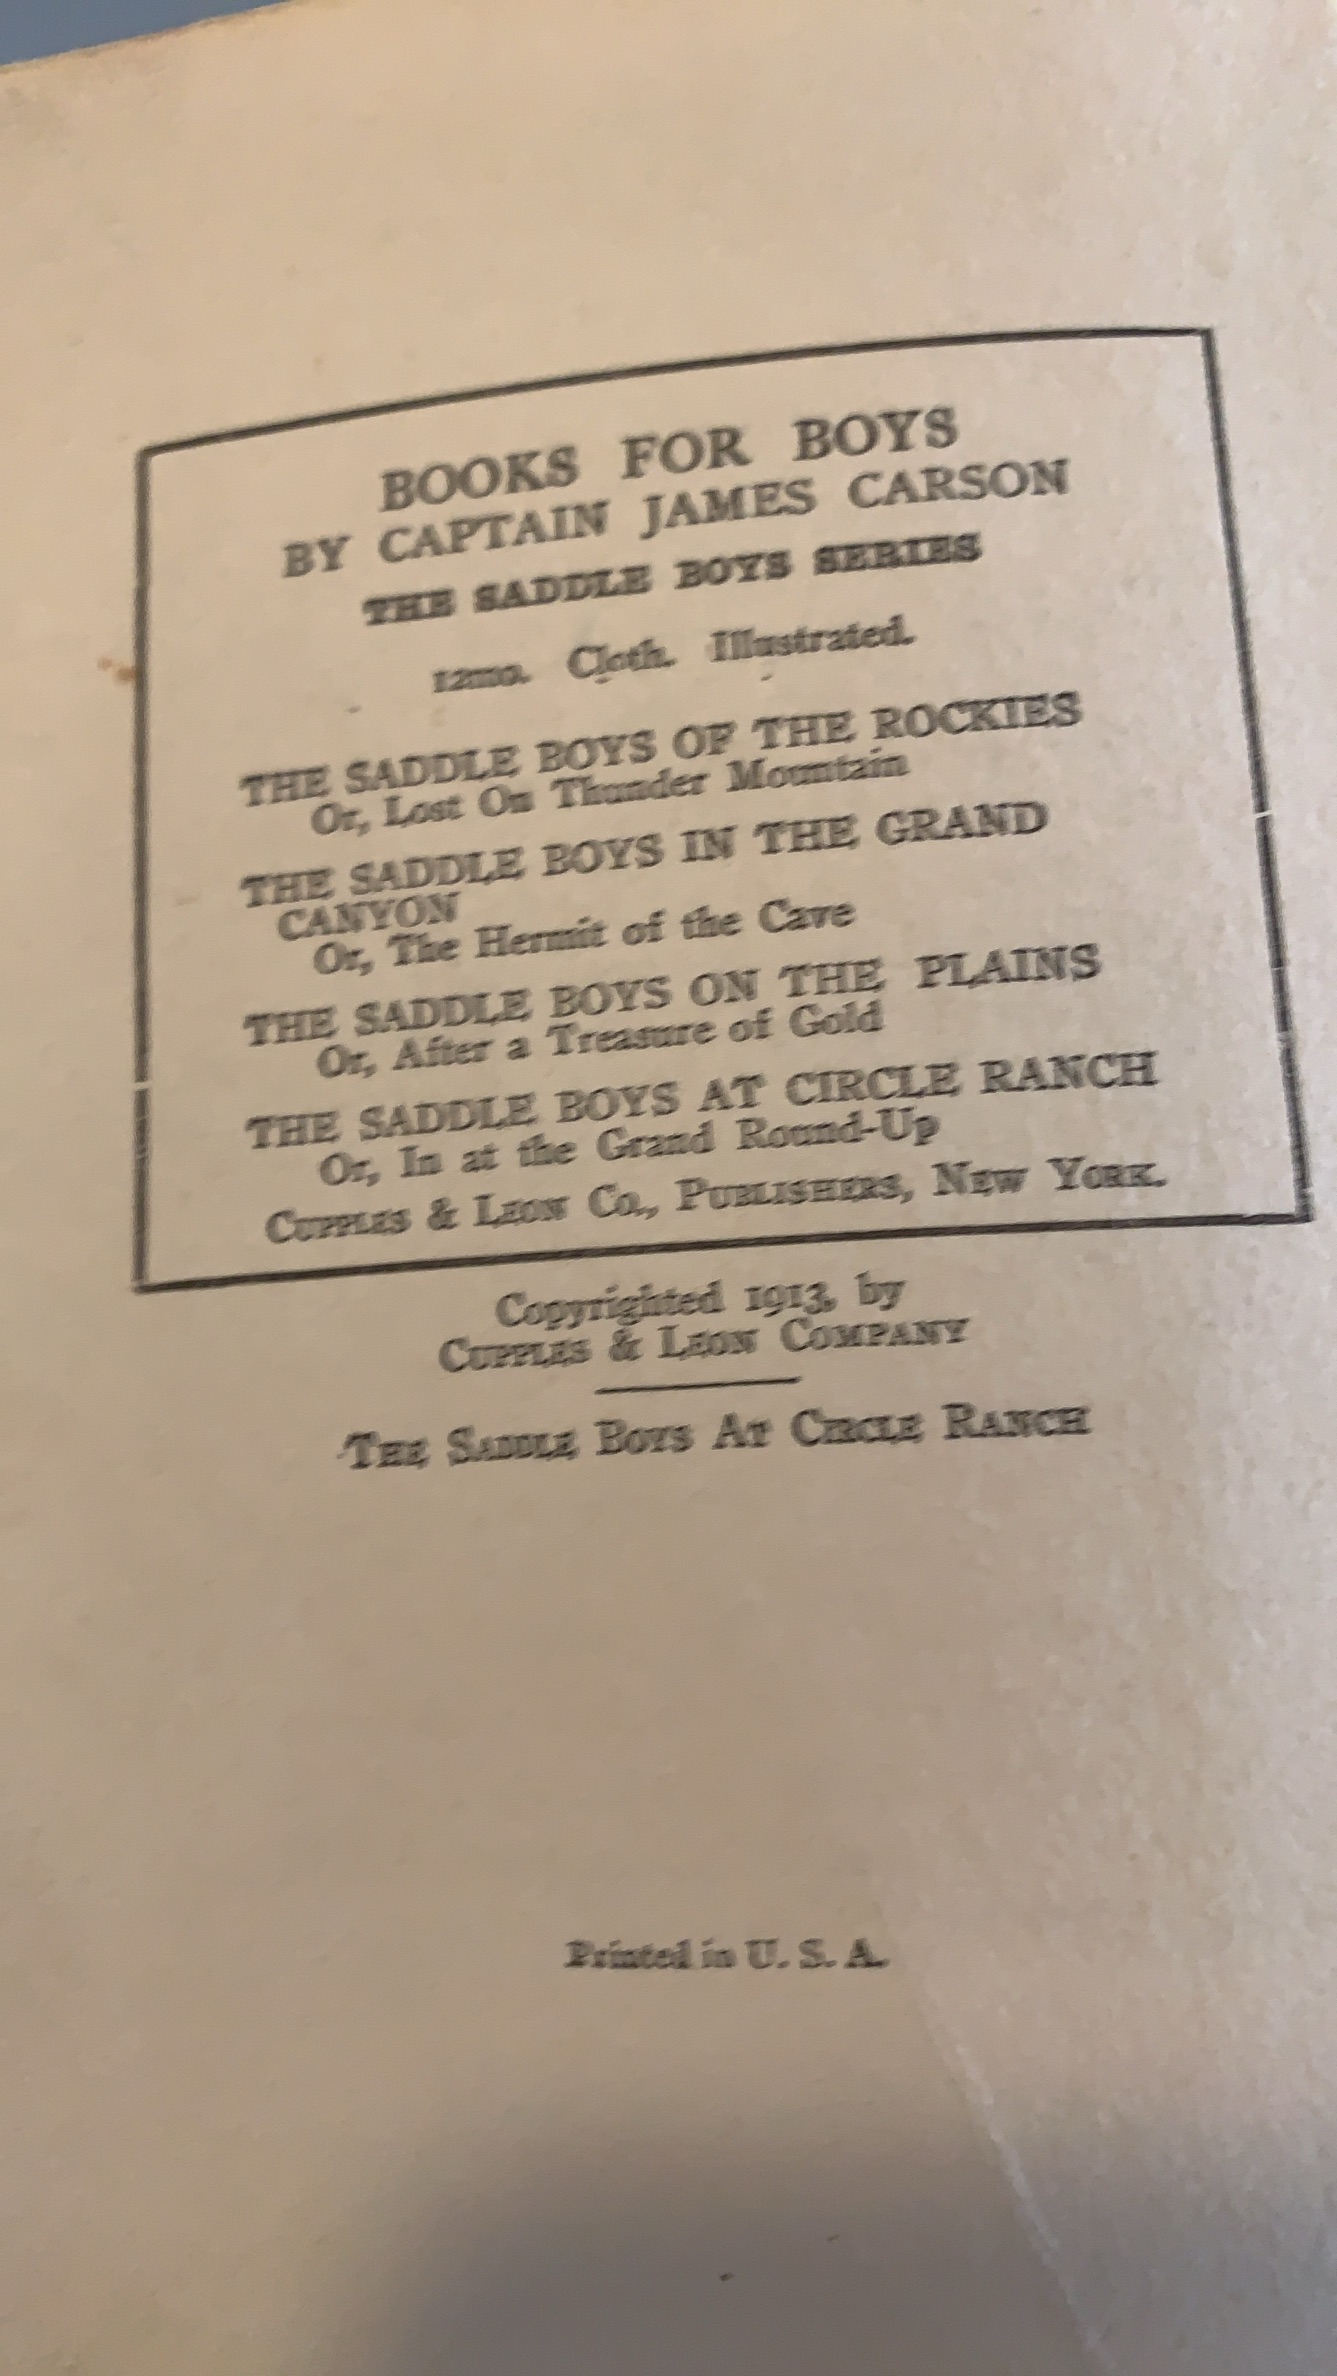 BOOKS FOR BOYS
BY CAPTAIN JAMES CARSON
THE SADDLE BOYS SERIES
12mo. Cloth. Illustrated.
THE SADDLE BOYS OF THE ROCKIES
Or, Lost On Thunder Mountain
THE SADDLE BOYS IN THE GRAND
CANYON
Or, The Hermit of the Cave
THE SADDLE BOYS ON THE PLAINS
Or, After a Treasure of Gold
THE SADDLE BOYS AT CIRCLE RANCH
Or, In at the Grand Round-Up
CUPPLES & LEON CO., PUBLISHERS, NEW YORK.
Copyrighted 1913, by
CUPPLES & LEON COMPANY
THE SADDLE BOYS AT CIRCLE RANCH
Printed in U. S. A.